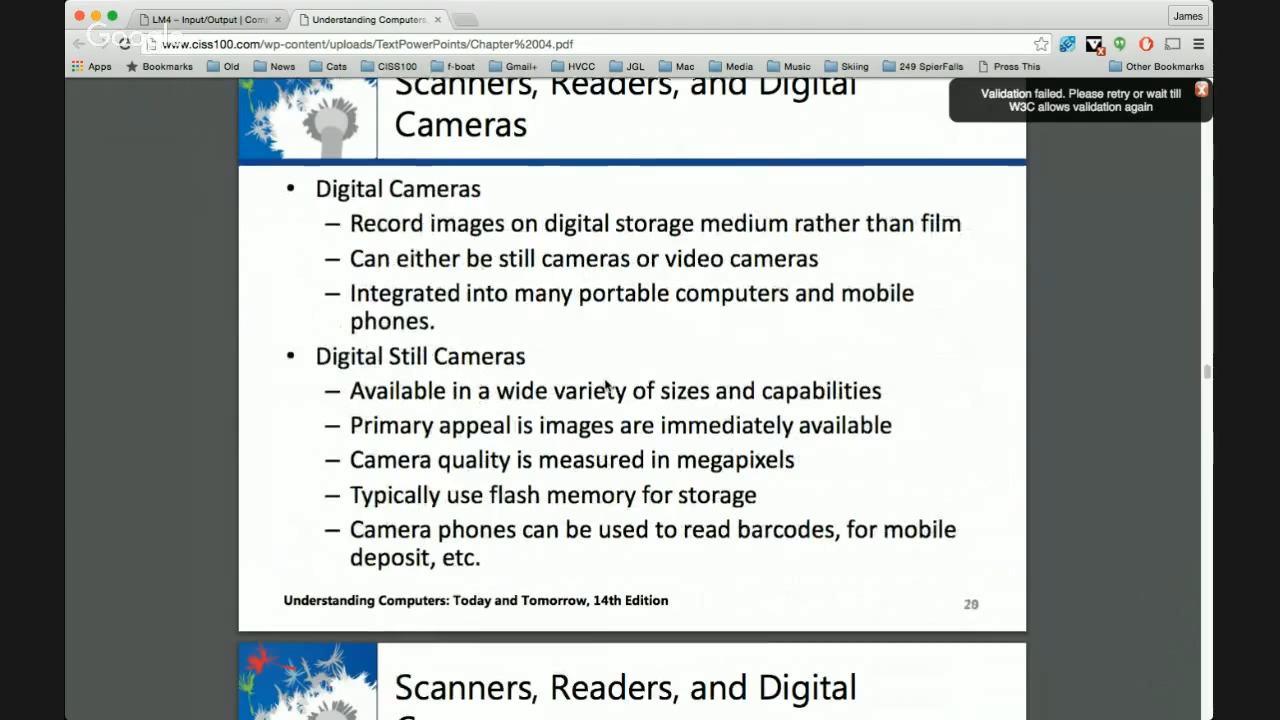 LM4 – Input/Output | Com
Understanding Computers,
James
Google
www.ciss100.com/wp-content/uploads/TextPowerPoints/Chapter%2004.pdf
Apps Bookmarks Old News Cats CISS100 f-boat Gmail+ HVCC JGL Mac Media Music Skiing 249 SpierFalls Press This Other Bookmarks
Validation failed. Please retry or wait till
W3C allows validation again
Scanners, Readers, and Digital
Cameras
• Digital Cameras
– Record images on digital storage medium rather than film
– Can either be still cameras or video cameras
– Integrated into many portable computers and mobile
phones.
• Digital Still Cameras
– Available in a wide variety of sizes and capabilities
– Primary appeal is images are immediately available
– Camera quality is measured in megapixels
– Typically use flash memory for storage
– Camera phones can be used to read barcodes, for mobile
deposit, etc.
Understanding Computers: Today and Tomorrow, 14th Edition
20
Scanners, Readers, and Digital